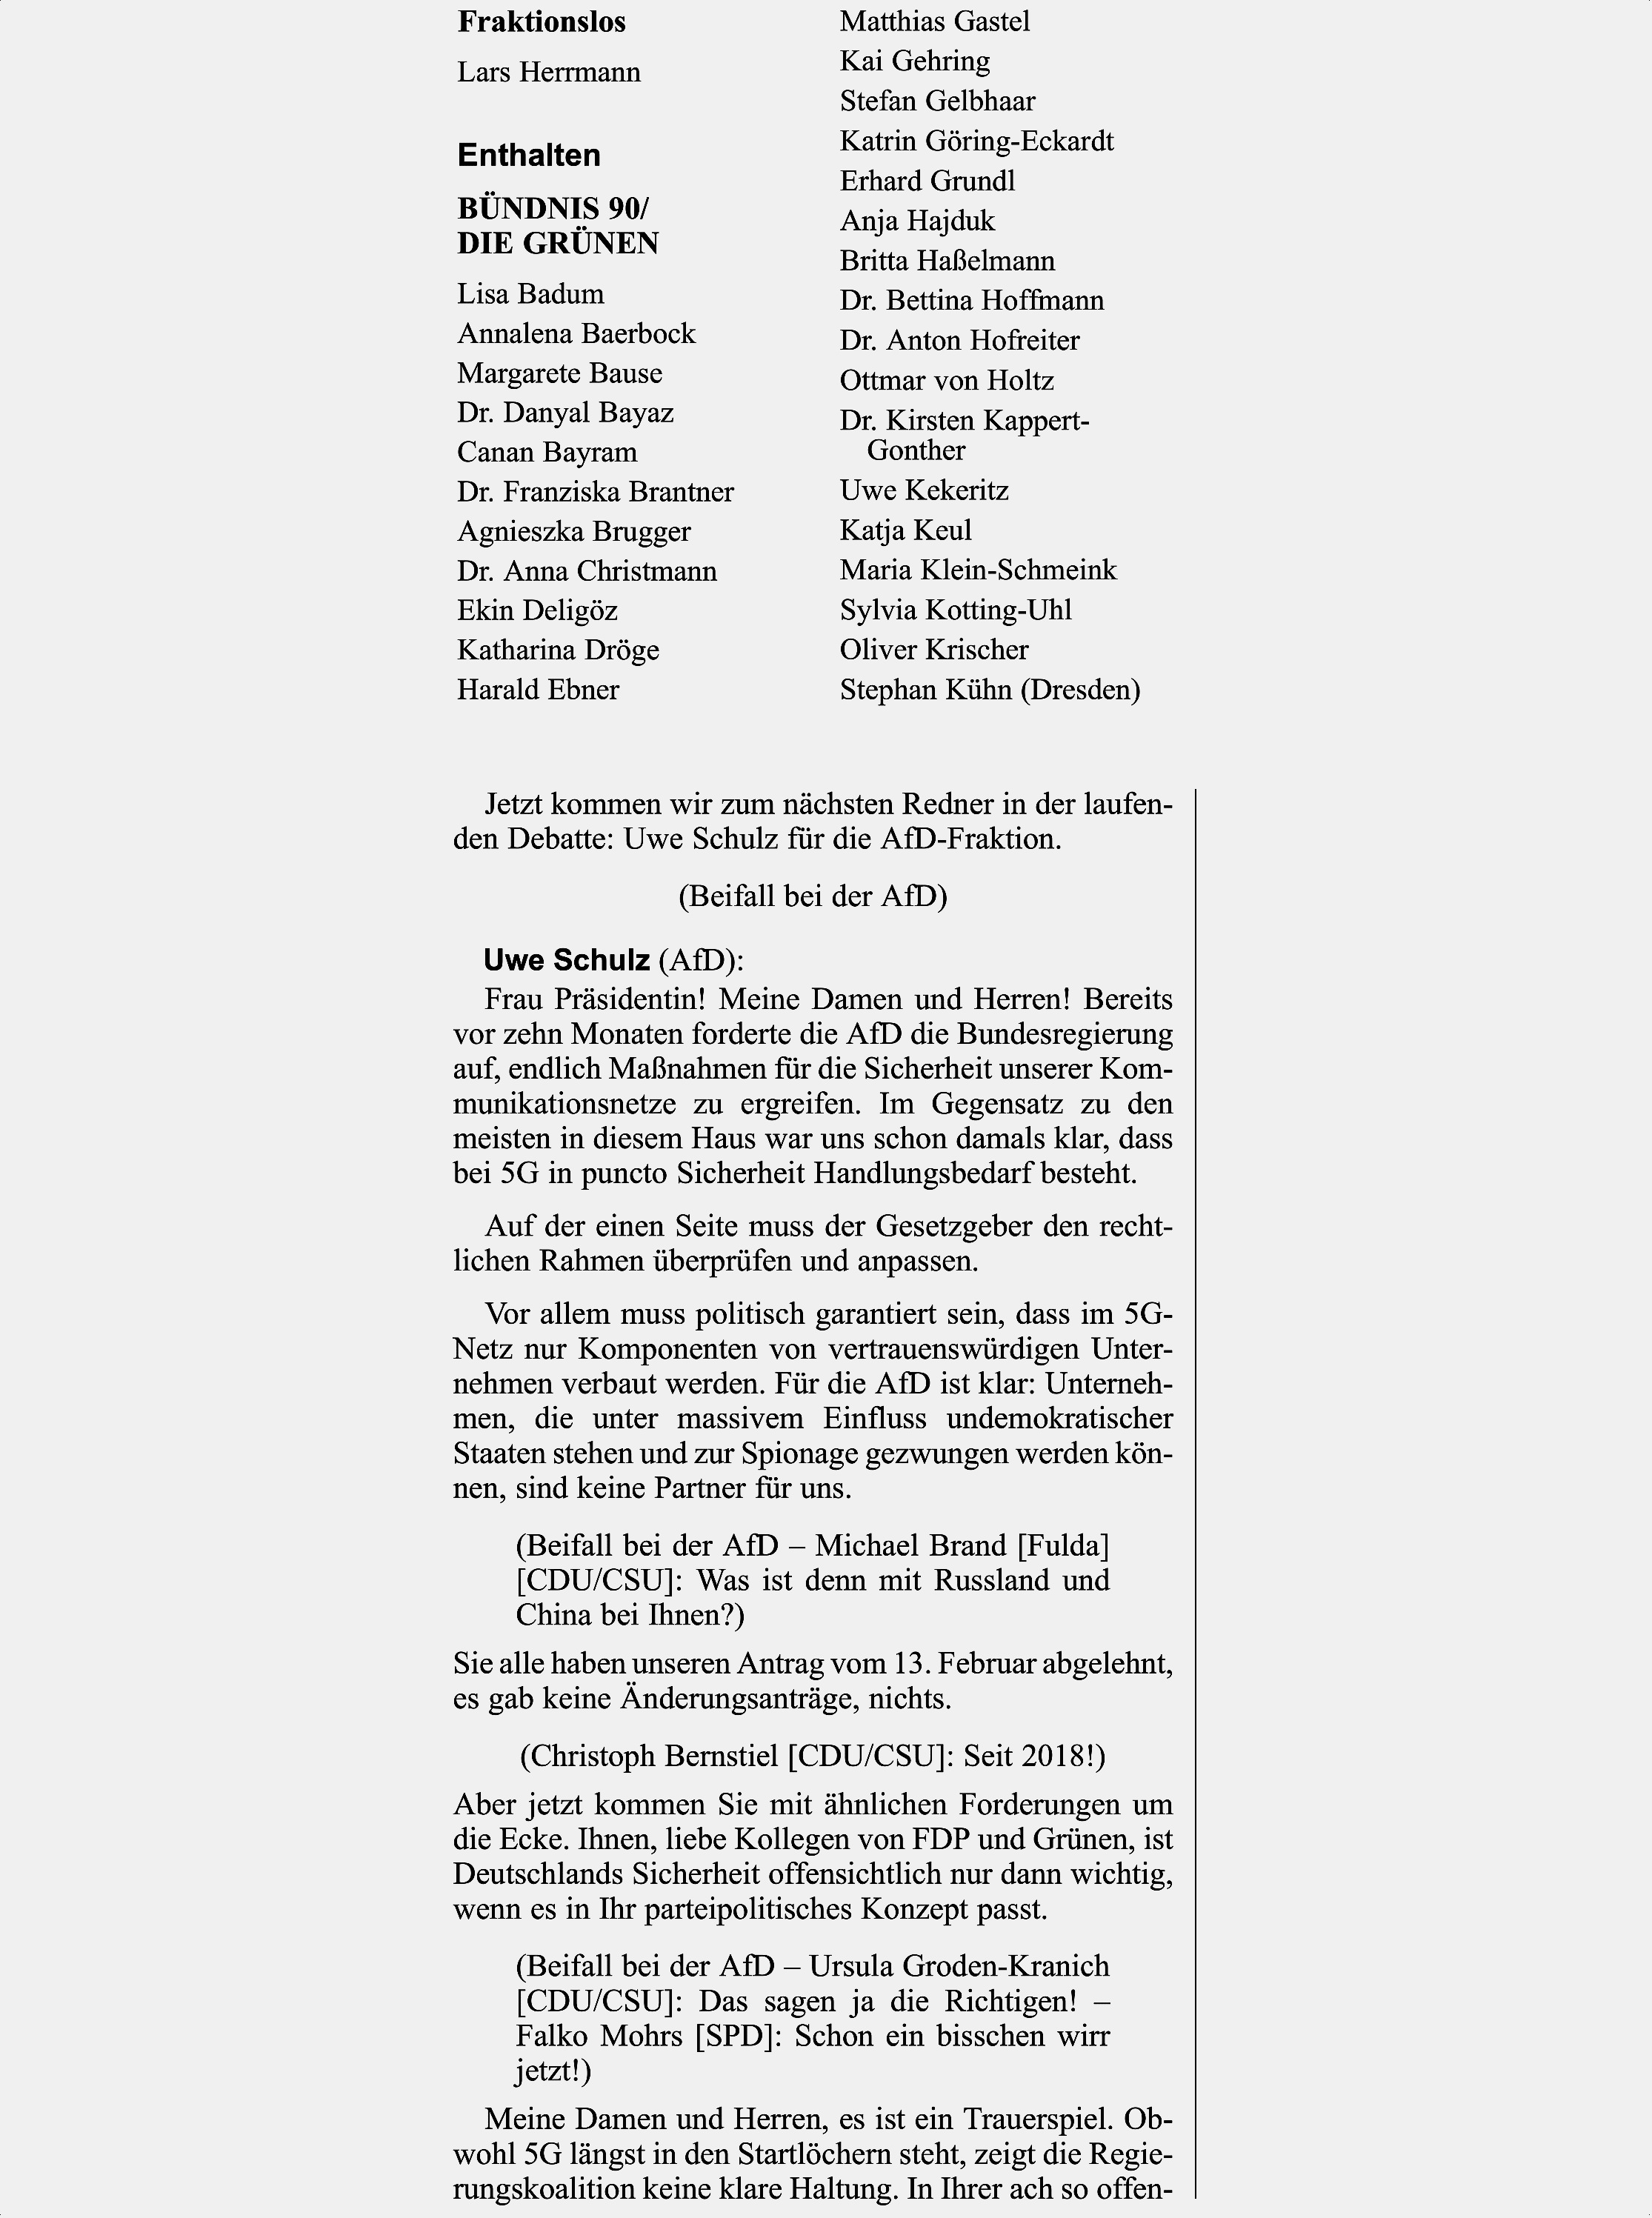 Fraktionslos
Lars Herrmann
Enthalten
BÜNDNIS 90/
DIE GRÜNEN
Lisa Badum
Annalena Baerbock
Margarete Bause
Dr. Danyal Bayaz
Canan Bayram
Dr. Franziska Brantner
Agnieszka Brugger
Dr. Anna Christmann
Ekin Deligöz
Katharina Dröge
Harald Ebner
Matthias Gastel
Kai Gehring
Stefan Gelbhaar
Katrin Göring-Eckardt
Erhard Grundl
Anja Hajduk
Britta Haßelmann
Dr. Bettina Hoffmann
Dr. Anton Hofreiter
Ottmar von Holtz
Dr. Kirsten Kappert-
Gonther
Uwe Kekeritz
Katja Keul
Maria Klein-Schmeink
Sylvia Kotting-Uhl
Oliver Krischer
Stephan Kühn (Dresden)
Jetzt kommen wir zum nächsten Redner in der laufen-
den Debatte: Uwe Schulz für die AfD-Fraktion.
(Beifall bei der AfD)
Uwe Schulz (AfD):
Frau Präsidentin! Meine Damen und Herren! Bereits
vor zehn Monaten forderte die AfD die Bundesregierung
auf, endlich Maßnahmen für die Sicherheit unserer Kom-
munikationsnetze zu ergreifen. Im Gegensatz zu den
meisten in diesem Haus war uns schon damals klar, dass
bei 5G in puncto Sicherheit Handlungsbedarf besteht.
Auf der einen Seite muss der Gesetzgeber den recht-
lichen Rahmen überprüfen und anpassen.
Vor allem muss politisch garantiert sein, dass im 5G-
Netz nur Komponenten von vertrauenswürdigen Unter-
nehmen verbaut werden. Für die AfD ist klar: Unterneh-
men, die unter massivem Einfluss undemokratischer
Staaten stehen und zur Spionage gezwungen werden kön-
nen, sind keine Partner für uns.
(Beifall bei der AfD – Michael Brand [Fulda]
[CDU/CSU]: Was ist denn mit Russland und
China bei Ihnen?)
Sie alle haben unseren Antrag vom 13. Februar abgelehnt,
es gab keine Änderungsanträge, nichts.
(Christoph Bernstiel [CDU/CSU]: Seit 2018!)
Aber jetzt kommen Sie mit ähnlichen Forderungen um
die Ecke. Ihnen, liebe Kollegen von FDP und Grünen, ist
Deutschlands Sicherheit offensichtlich nur dann wichtig,
wenn es in Ihr parteipolitisches Konzept passt.
(Beifall bei der AfD – Ursula Groden-Kranich
[CDU/CSU]: Das sagen ja die Richtigen! –
Falko Mohrs [SPD]: Schon ein bisschen wirr
jetzt!)
Meine Damen und Herren, es ist ein Trauerspiel. Ob-
wohl 5G längst in den Startlöchern steht, zeigt die Regie-
rungskoalition keine klare Haltung. In Ihrer ach so offen-